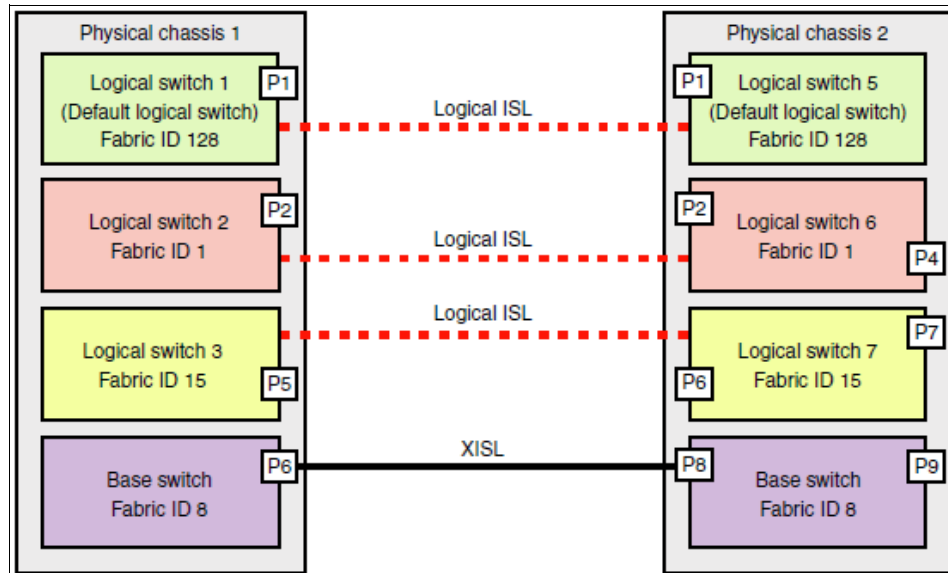 Physical chassis 1
Logical switch 1
(Default logical switch)
Fabric ID 128
P1
Logical switch 2
Fabric ID 1
P2
Logical switch 3
Fabric ID 15
P5
Base switch
Fabric ID 8
P6
Logical ISL
Logical ISL
Logical ISL
XISL
Physical chassis 2
P1
Logical switch 5
(Default logical switch)
Fabric ID 128
P2
Logical switch 6
Fabric ID 1
P4
P7
Logical switch 7
Fabric ID 15
P6
P8
Base switch
Fabric ID 8
P9